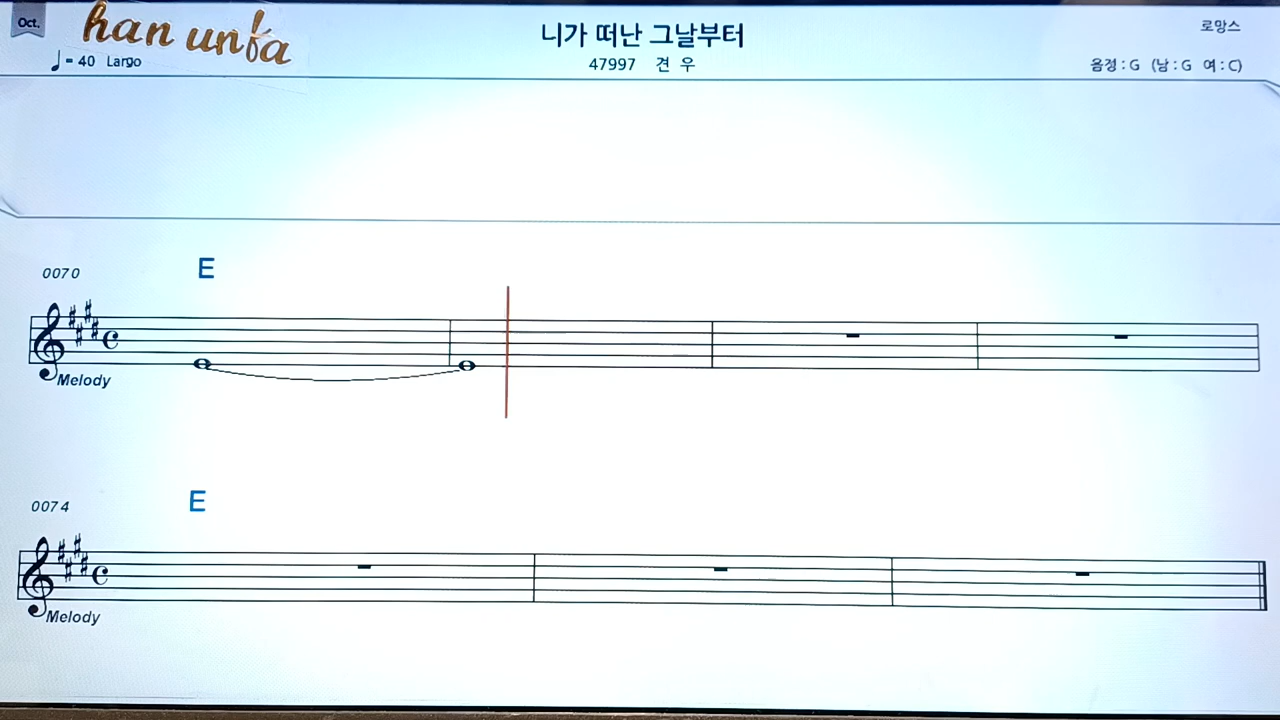 Oct.
han unfa
니가 떠난 그날부터
로망스
♩= 40 Largo
47997 견 우
음정 : G (남 : G 여 : C)
0070
E
Melody
0074
E
Melody